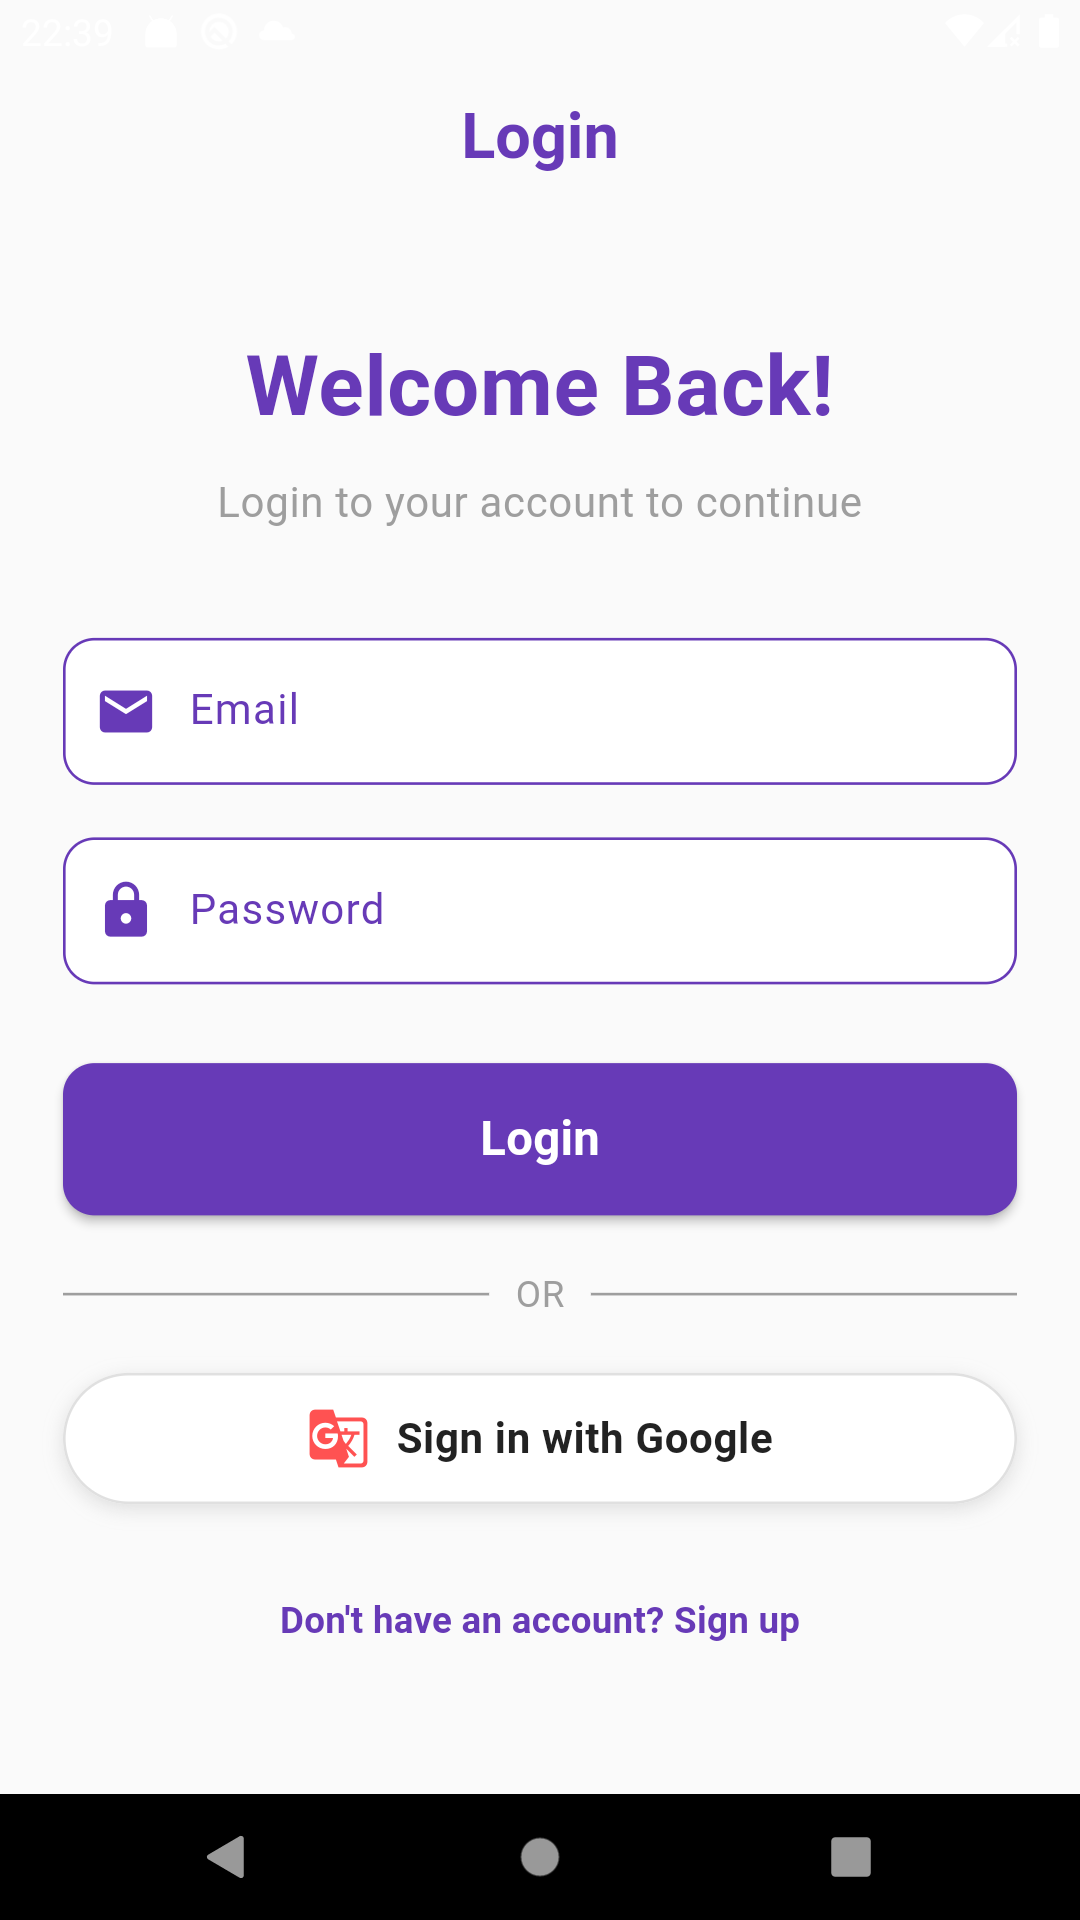 22:39
Login
Welcome Back!
Login to your account to continue
Email
Password
Login
OR
Sign in with Google
Don't have an account? Sign up